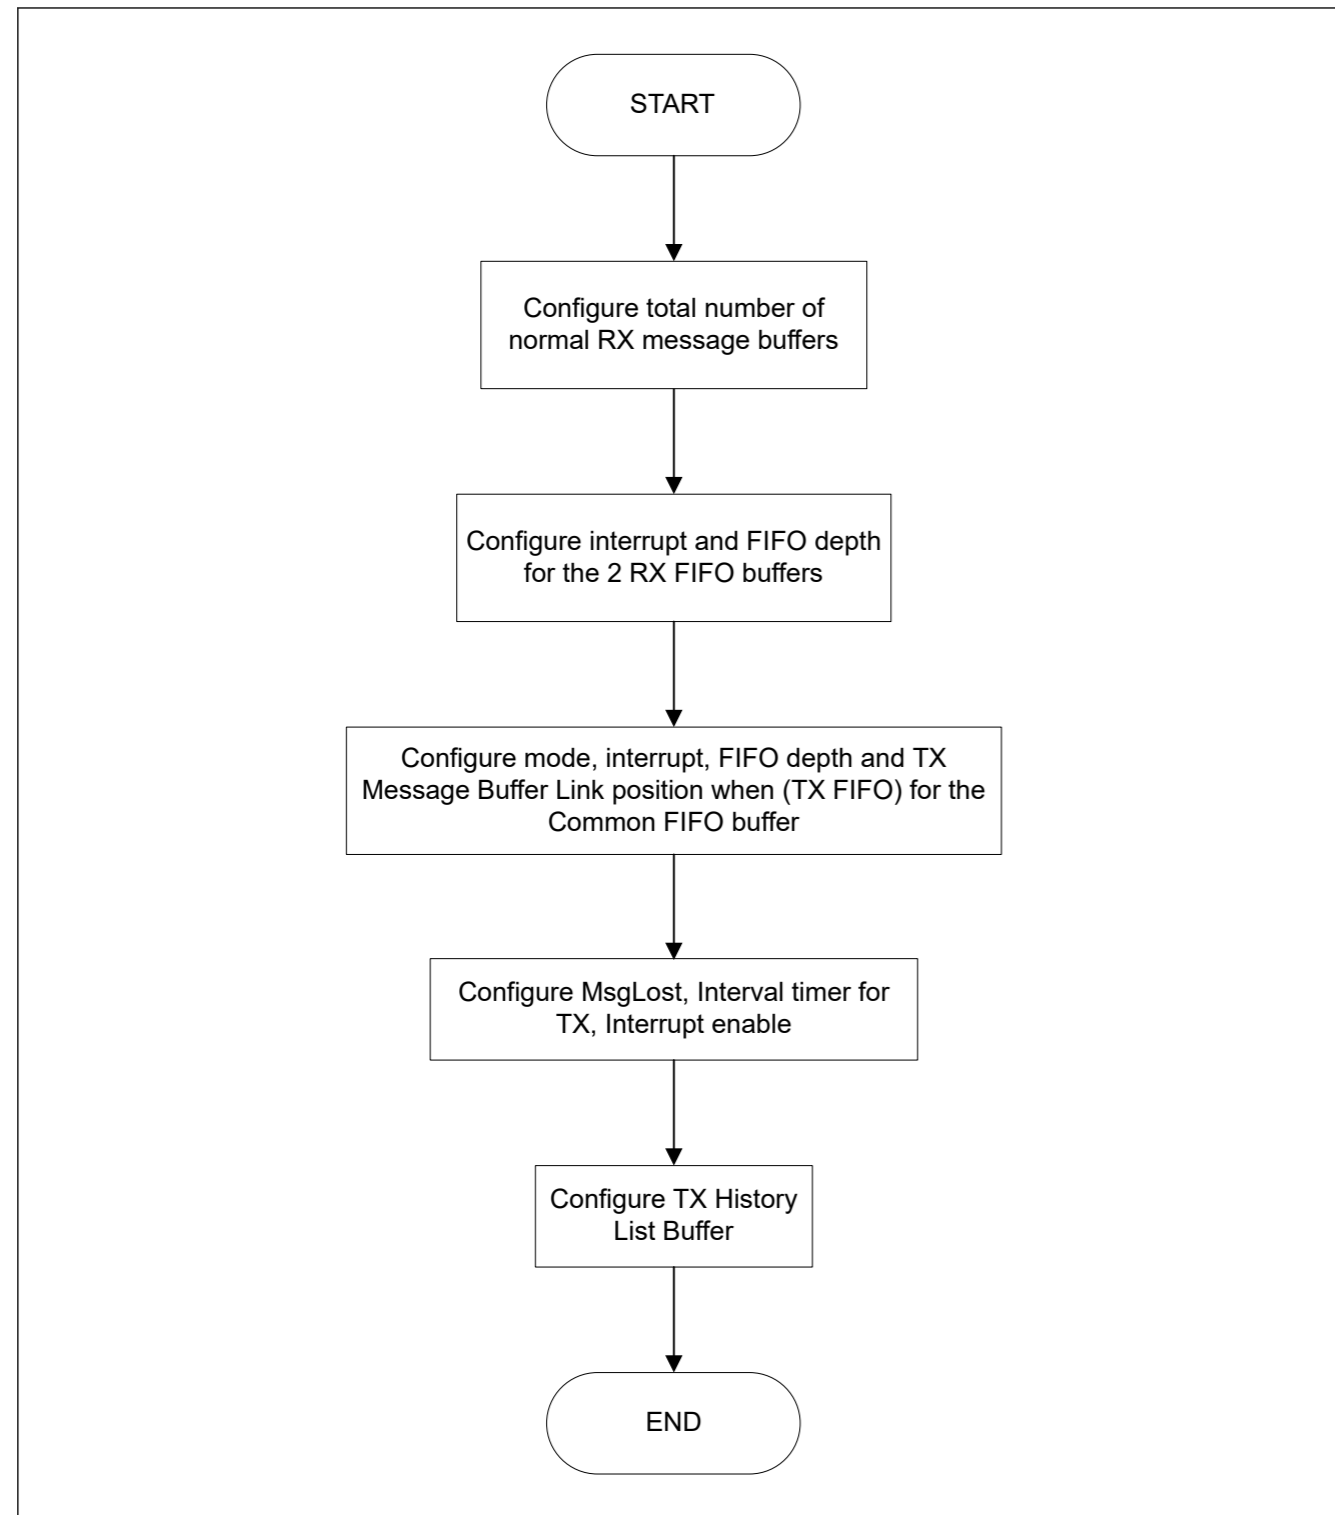 START
Configure total number of
normal RX message buffers
Configure interrupt and FIFO depth
for the 2 RX FIFO buffers
Configure mode, interrupt, FIFO depth and TX
Message Buffer Link position when (TX FIFO) for the
Common FIFO buffer
Configure MsgLost, Interval timer for
TX, Interrupt enable
Configure TX History
List Buffer
END